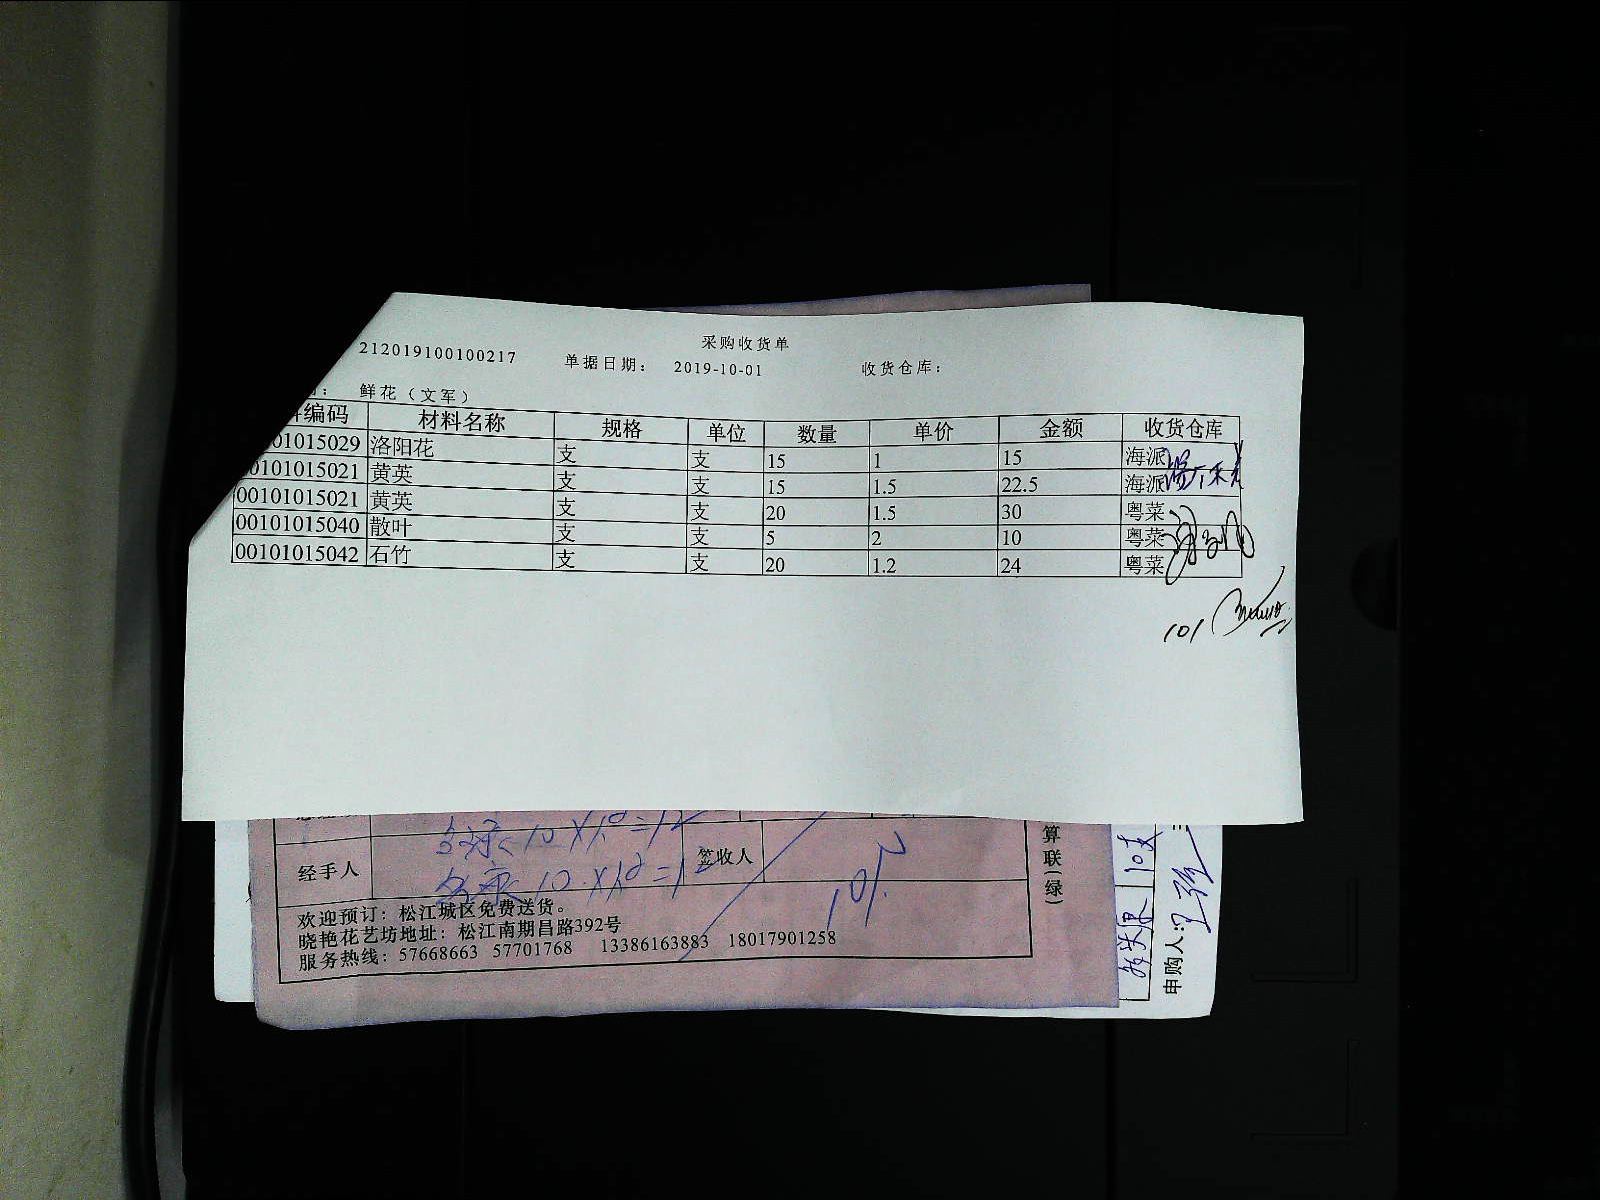 采购收货单
212019100100217 单据日期： 2019-10-01 收货仓库：
： 鲜花（文军）
编码 材料名称 规格 单位 数量 单价 金额 收货仓库
01015029 洛阳花 支 支 15 1 15 海派
0101015021 黄英 支 支 15 1.5 22.5 海派
00101015021 黄英 支 支 20 1.5 30 粤菜
00101015040 散叶 支 支 5 2 10 粤菜
00101015042 石竹 支 支 20 1.2 24 粤菜
101
经手人 签收人
欢迎预订：松江城区免费送货。
晓艳花艺坊地址：松江南期昌路392号
服务热线：57668663 57701768 13386163883 18017901258
算联(绿)
10支
申购人：